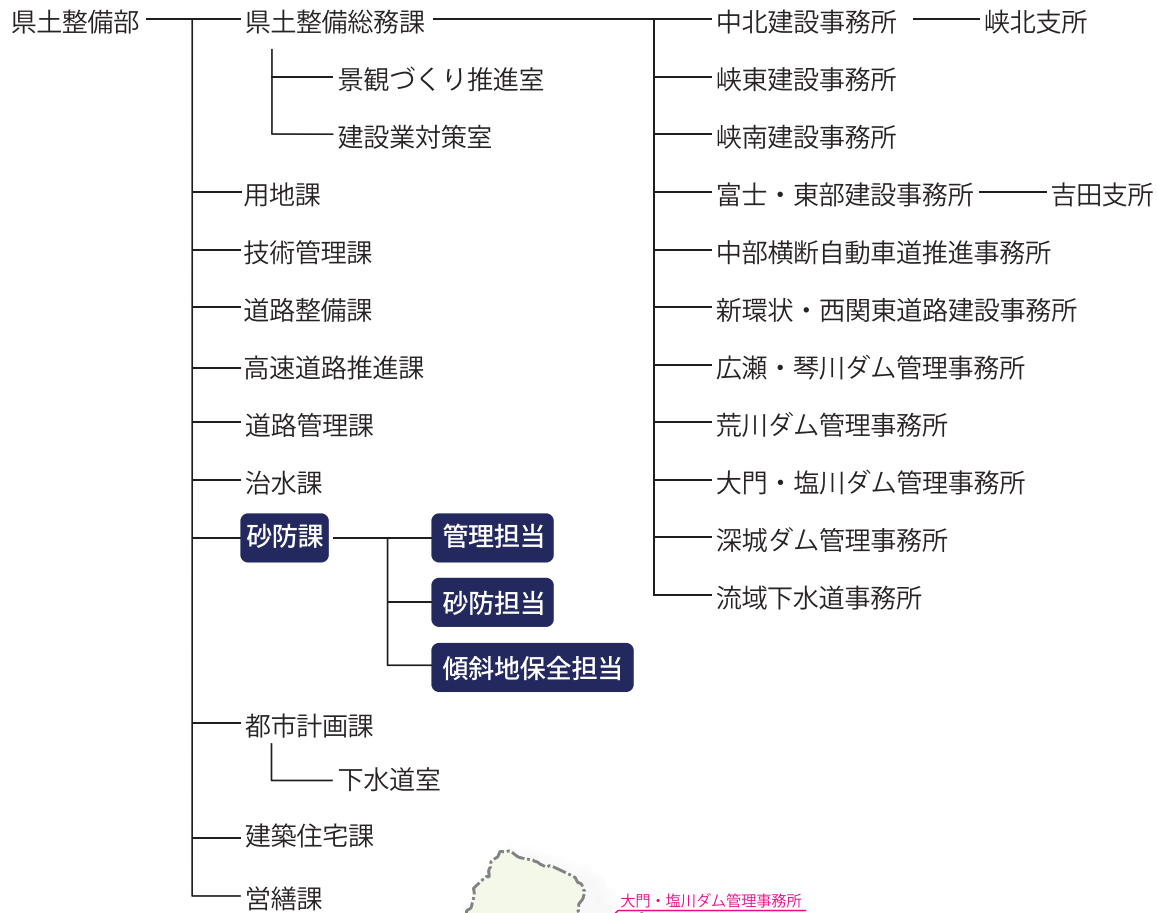 県土整備部
県土整備総務課
中北建設事務所
峡北支所
景観づくり推進室
峡東建設事務所
建設業対策室
峡南建設事務所
用地課
富士・東部建設事務所
吉田支所
技術管理課
中部横断自動車道推進事務所
道路整備課
新環状・西関東道路建設事務所
高速道路推進課
広瀬・琴川ダム管理事務所
道路管理課
荒川ダム管理事務所
治水課
大門・塩川ダム管理事務所
砂防課
管理担当
深城ダム管理事務所
砂防担当
流域下水道事務所
傾斜地保全担当
都市計画課
下水道室
建築住宅課
営繕課
大門・塩川ダム管理事務所